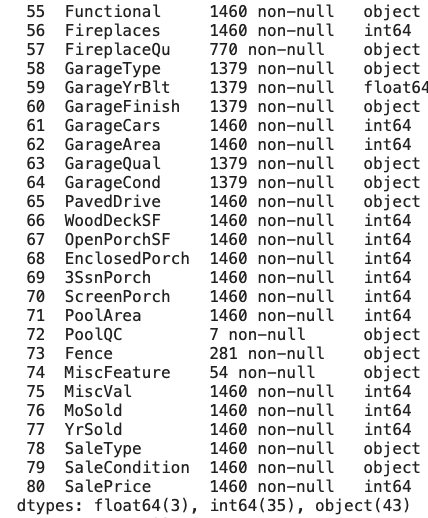 55 Functional 1460 non-null object
56 Fireplaces 1460 non-null int64
57 FireplaceQu 770 non-null object
58 GarageType 1379 non-null object
59 GarageYrBlt 1379 non-null float64
60 GarageFinish 1379 non-null object
61 GarageCars 1460 non-null int64
62 GarageArea 1460 non-null int64
63 GarageQual 1379 non-null object
64 GarageCond 1379 non-null object
65 PavedDrive 1460 non-null object
66 WoodDeckSF 1460 non-null int64
67 OpenPorchSF 1460 non-null int64
68 EnclosedPorch 1460 non-null int64
69 3SsnPorch 1460 non-null int64
70 ScreenPorch 1460 non-null int64
71 PoolArea 1460 non-null int64
72 PoolQC 7 non-null object
73 Fence 281 non-null object
74 MiscFeature 54 non-null object
75 MiscVal 1460 non-null int64
76 MoSold 1460 non-null int64
77 YrSold 1460 non-null int64
78 SaleType 1460 non-null object
79 SaleCondition 1460 non-null object
80 SalePrice 1460 non-null int64
dtypes: float64(3), int64(35), object(43)